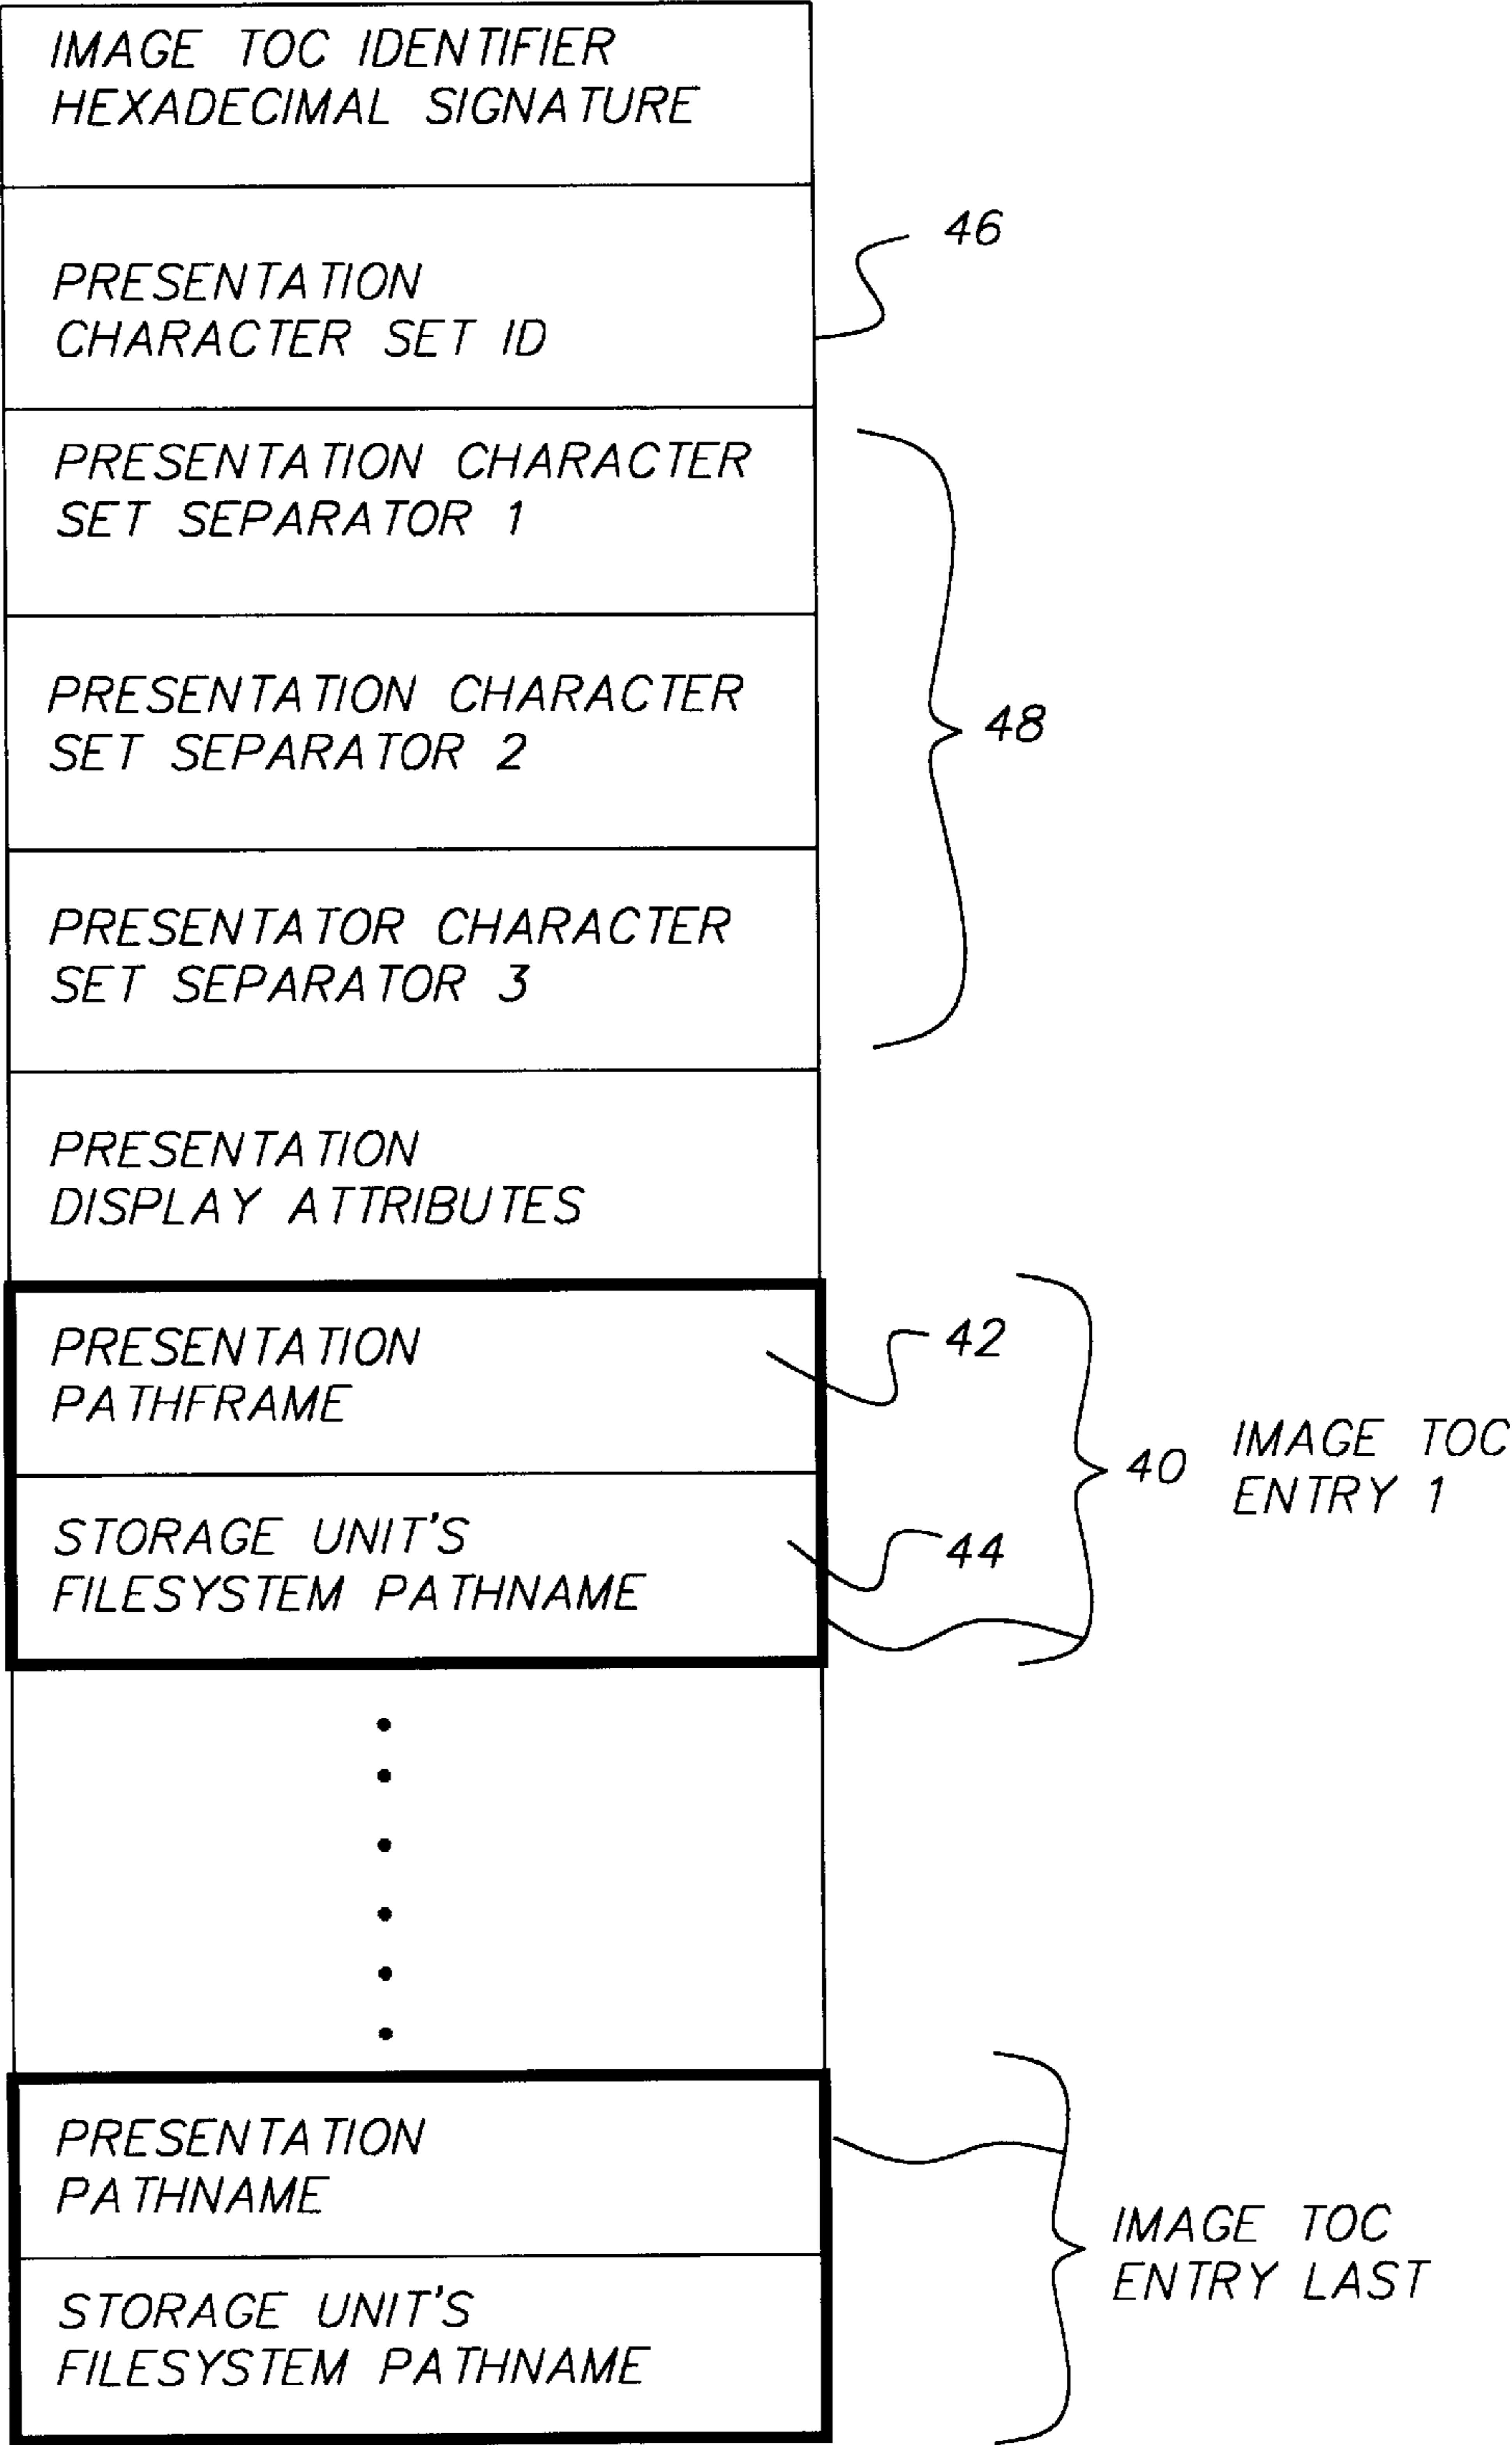 IMAGE TOC IDENTIFIER
HEXADECIMAL SIGNATURE
PRESENTATION
CHARACTER SET ID
46
PRESENTATION CHARACTER
SET SEPARATOR 1
PRESENTATION CHARACTER
SET SEPARATOR 2
48
PRESENTATOR CHARACTER
SET SEPARATOR 3
PRESENTATION
DISPLAY ATTRIBUTES
PRESENTATION
PATHFRAME
42
STORAGE UNIT'S
FILESYSTEM PATHNAME
44
40
IMAGE TOC
ENTRY 1
PRESENTATION
PATHNAME
STORAGE UNIT'S
FILESYSTEM PATHNAME
IMAGE TOC
ENTRY LAST